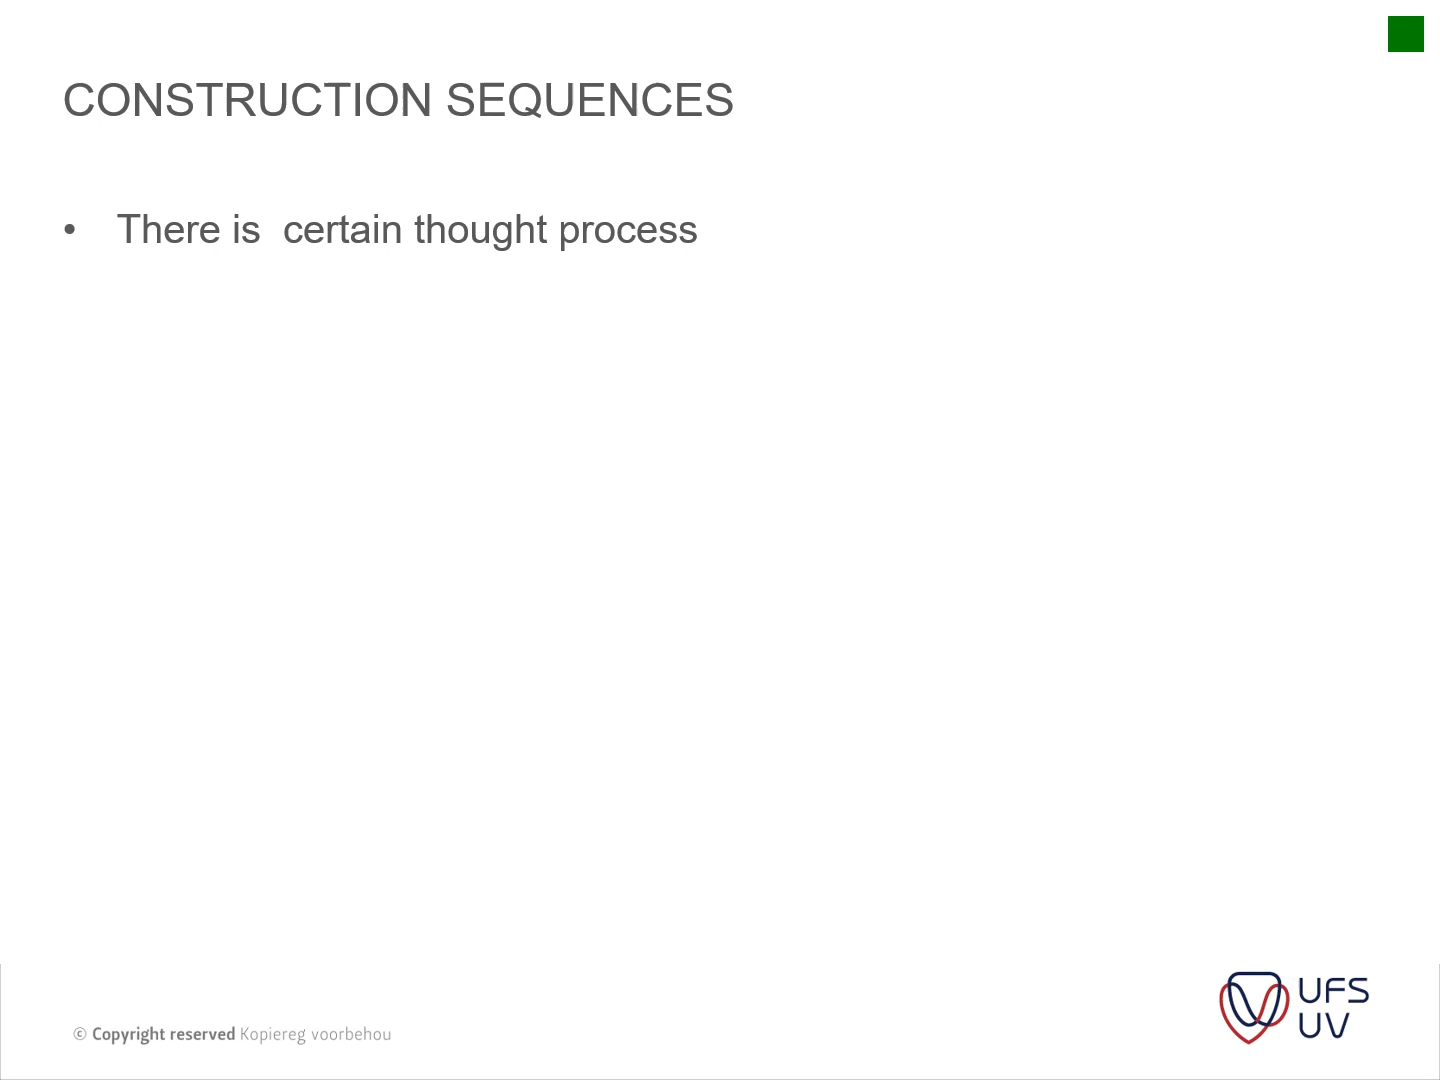 CONSTRUCTION SEQUENCES
• There is  certain thought process
© Copyright reserved Kopiereg voorbehou
UFS
UV